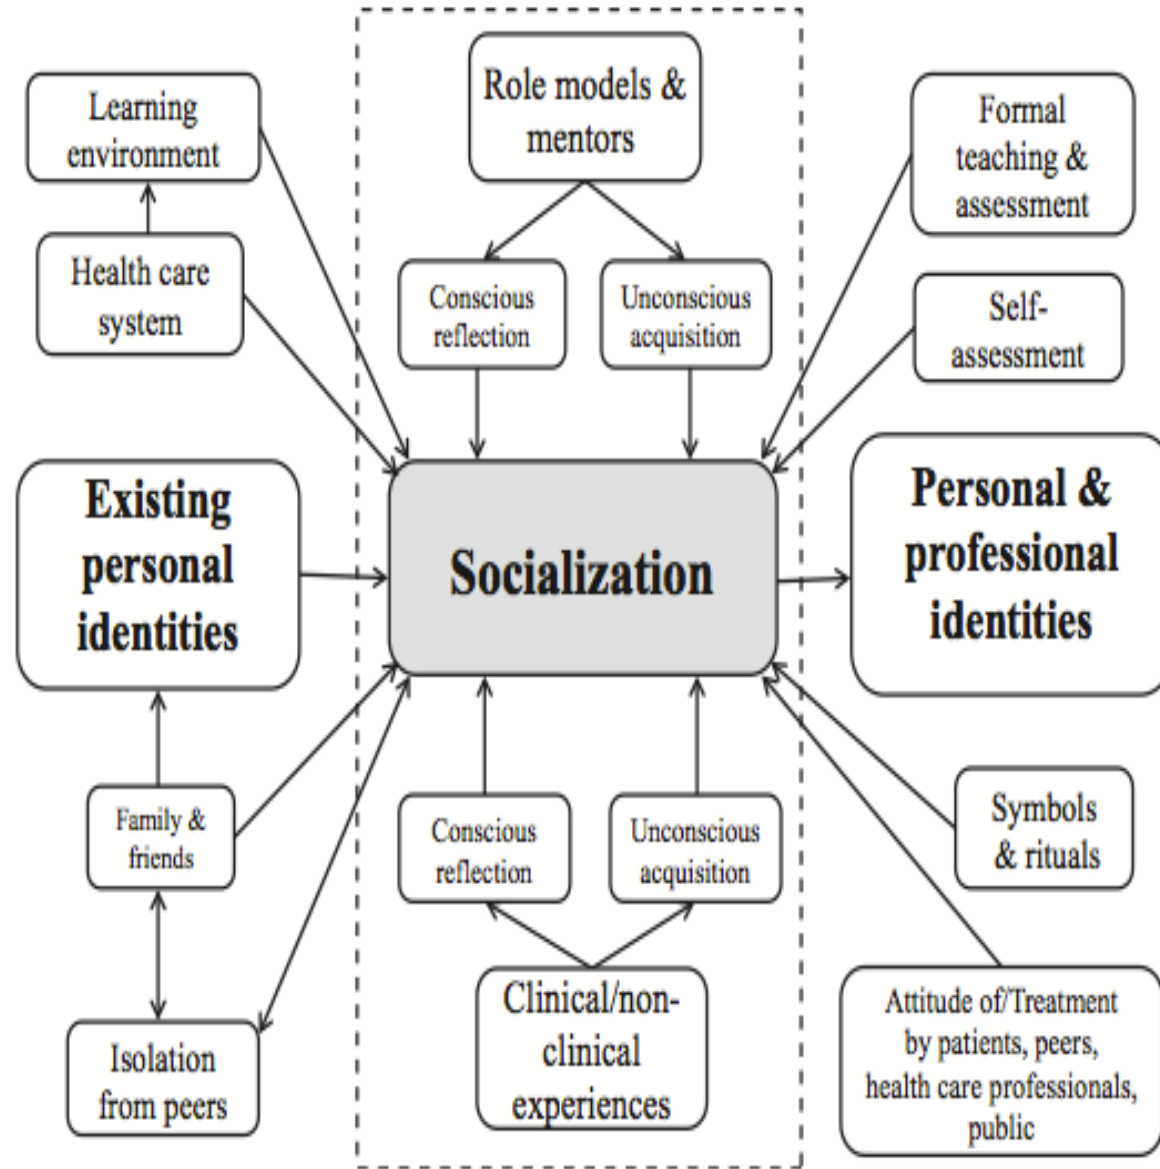 Learning
environment
Health care
system
Existing
personal
identities
Family &
friends
Isolation
from peers
Role models &
mentors
Conscious
reflection
Unconscious
acquisition
Socialization
Conscious
reflection
Unconscious
acquisition
Clinical/non-
clinical
experiences
Formal
teaching &
assessment
Self-
assessment
Personal &
professional
identities
Symbols
& rituals
Attitude of/Treatment
by patients, peers,
health care professionals,
public